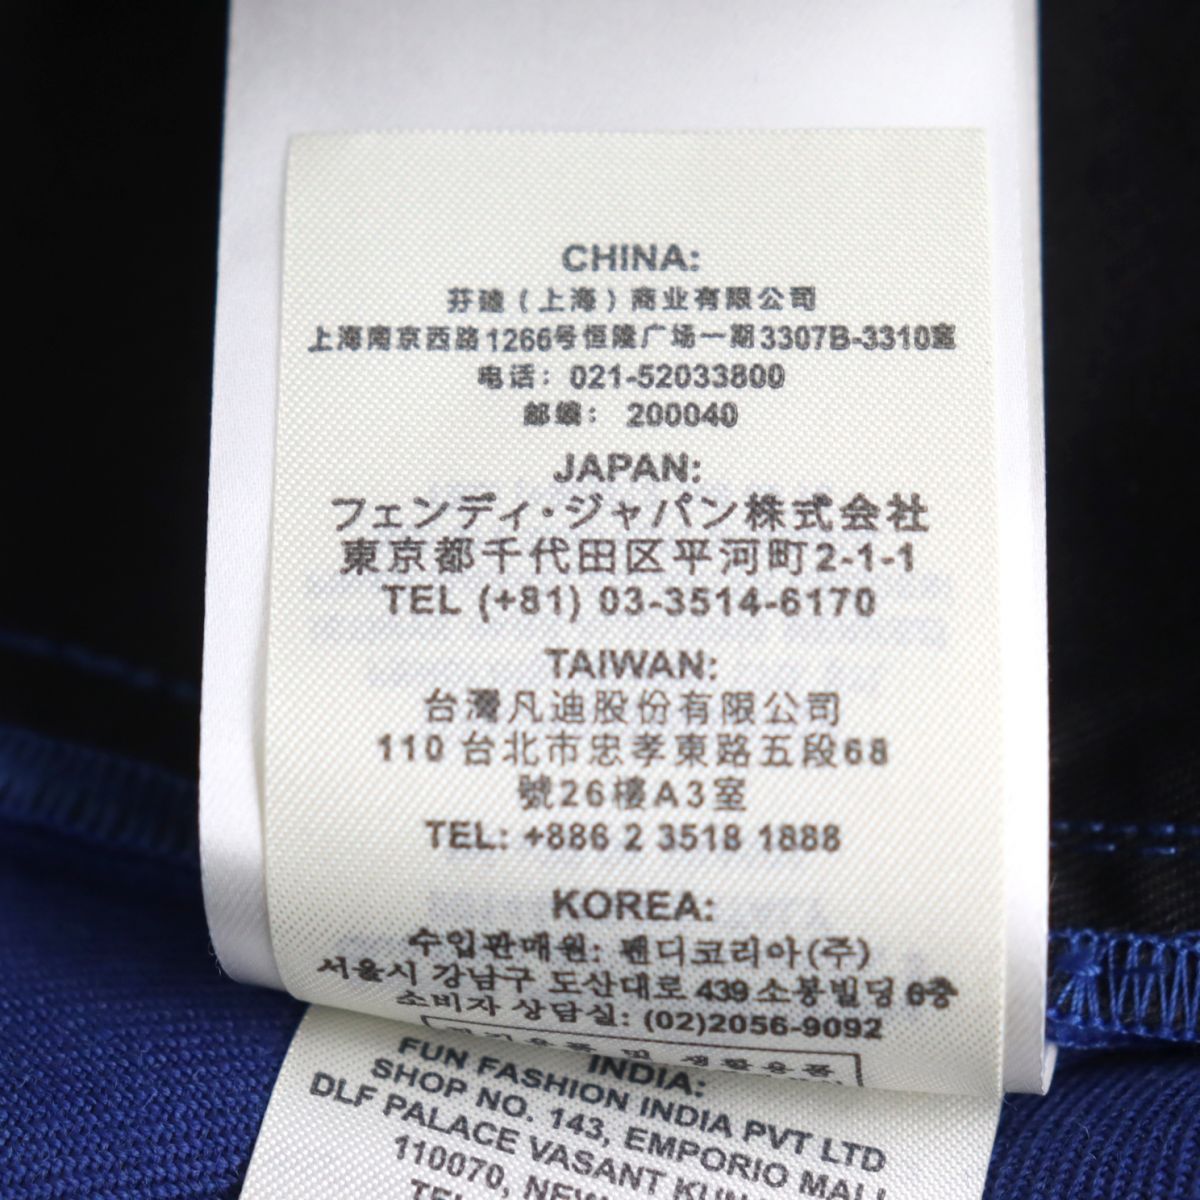 CHINA:
芬迪（上海）商业有限公司
上海南京西路1266号恒隆广场一期3307B-3310室
电话：021-52033800
邮编：200040
JAPAN:
フェンディ・ジャパン株式会社
東京都千代田区平河町2-1-1
TEL (+81) 03-3514-6170
TAIWAN:
台灣凡迪股份有限公司
110 台北市忠孝東路五段68
號26樓A3室
TEL: +886 2 3518 1888
KOREA:
수입판매원: 펜디코리아(주)
서울시 강남구 도산대로 439 소봉빌딩 6층
소비자 상담실: (02)2056-9092
및 생활용품
INDIA:
FUN FASHION INDIA PVT LTD
SHOP NO. 143, EMPORIO MALL
DLF PALACE VASANT KUN
110070, NEW
TEL